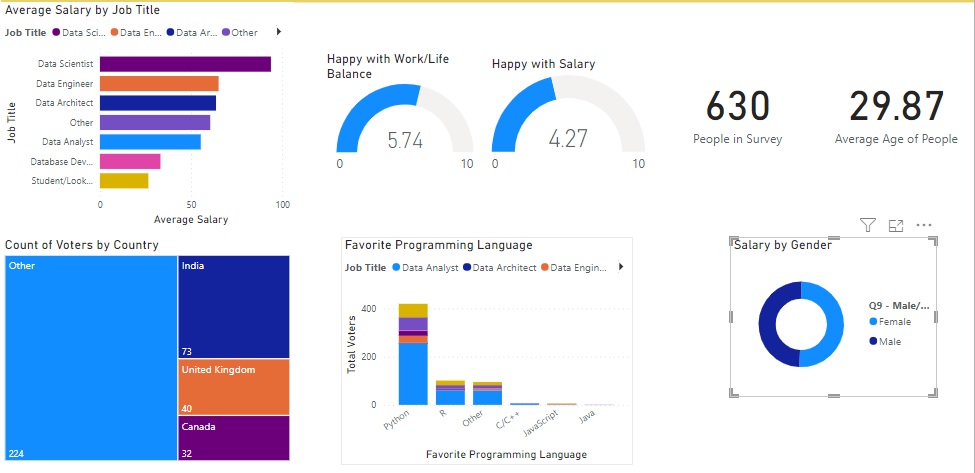 Average Salary by Job Title
Job Title Data Sci... Data En... Data Ar... Other
Job Title
Data Scientist
Data Engineer
Data Architect
Other
Data Analyst
Database Dev...
Student/Look...
0 50 100
Average Salary
Happy with Work/Life
Balance
5.74
0 10
Happy with Salary
4.27
0 10
630
People in Survey
29.87
Average Age of People
Count of Voters by Country
Other
224
India
73
United Kingdom
40
Canada
32
Favorite Programming Language
Job Title Data Analyst Data Architect Data Engin...
Total Voters
400
200
0
Python R Other C/C++ JavaScript Java
Favorite Programming Language
Salary by Gender
Q9 - Male/...
Female
Male